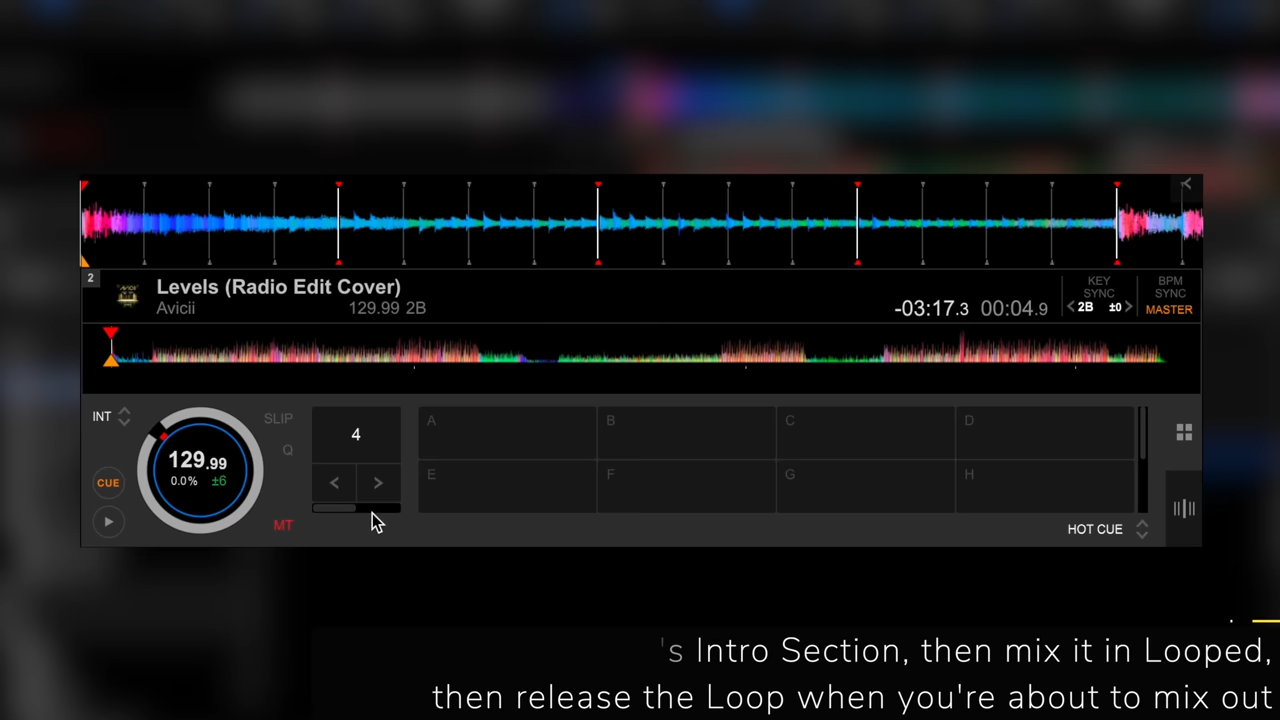 2
Levels (Radio Edit Cover)
Avicii
129.99 2B
-03:17.3 00:04.9
KEY
SYNC
2B ±0
BPM
SYNC
MASTER
INT
SLIP
Q
129.99
0.0% ±6
CUE
MT
4
A
B
C
D
E
F
G
H
HOT CUE
's Intro Section, then mix it in Looped,
then release the Loop when you're about to mix out